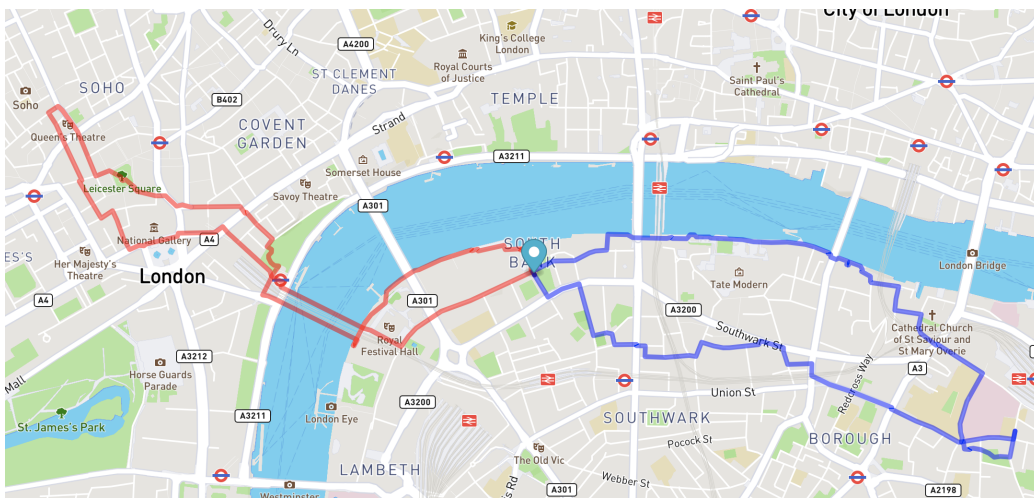 City of London
Drury Ln
King's College
London
A4200
SOHO
Soho
ST CLEMENT
DANES
Royal Courts
of Justice
Saint Paul's
Cathedral
B402
TEMPLE
Queen's Theatre
COVENT
GARDEN
Strand
Somerset House
A3211
Leicester Square
Savoy Theatre
A301
National Gallery
A4
SOUTH
BANK
Her Majesty's
Theatre
ES'S
London
London Bridge
Tate Modern
A4
A301
A3200
Royal
Festival Hall
Southwark St
Cathedral Church
of St Saviour and
St Mary Overie
A3212
Horse Guards
Parade
A3
Mall
Redcross Way
Union St
A3211
London Eye
A3200
SOUTHWARK
St. James's Park
Pocock St
BOROUGH
The Old Vic
LAMBETH
Webber St
's Rd
A301
A2198
Westminster